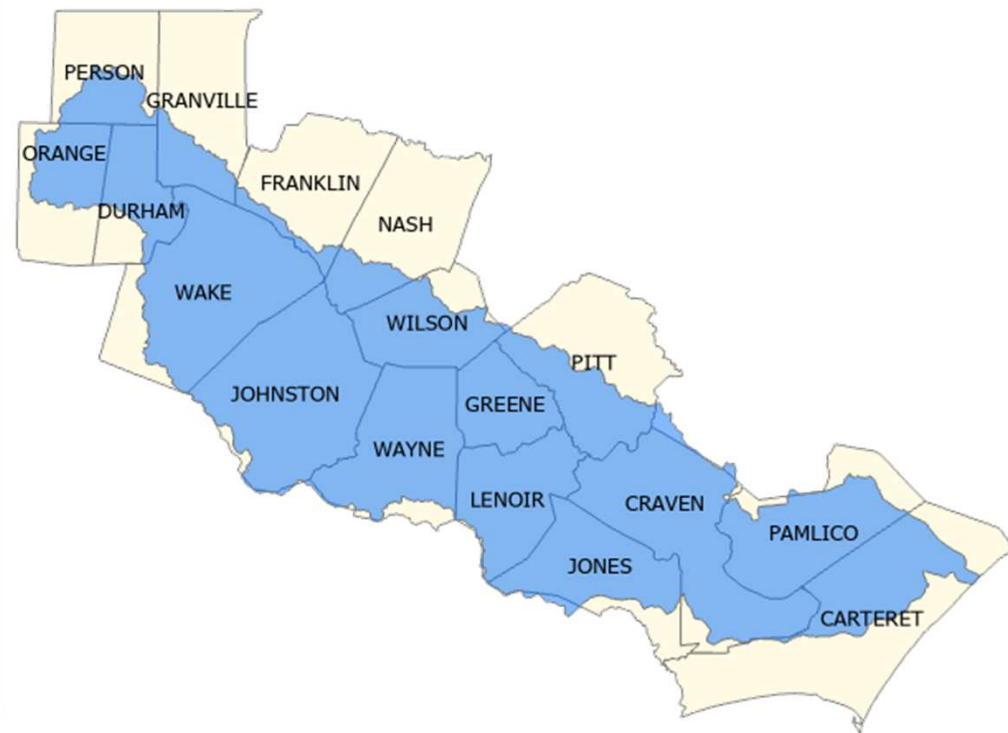 PERSON
GRANVILLE
ORANGE
FRANKLIN
DURHAM
NASH
WAKE
WILSON
PITT
JOHNSTON
GREENE
WAYNE
LENOIR
CRAVEN
PAMLICO
JONES
CARTERET